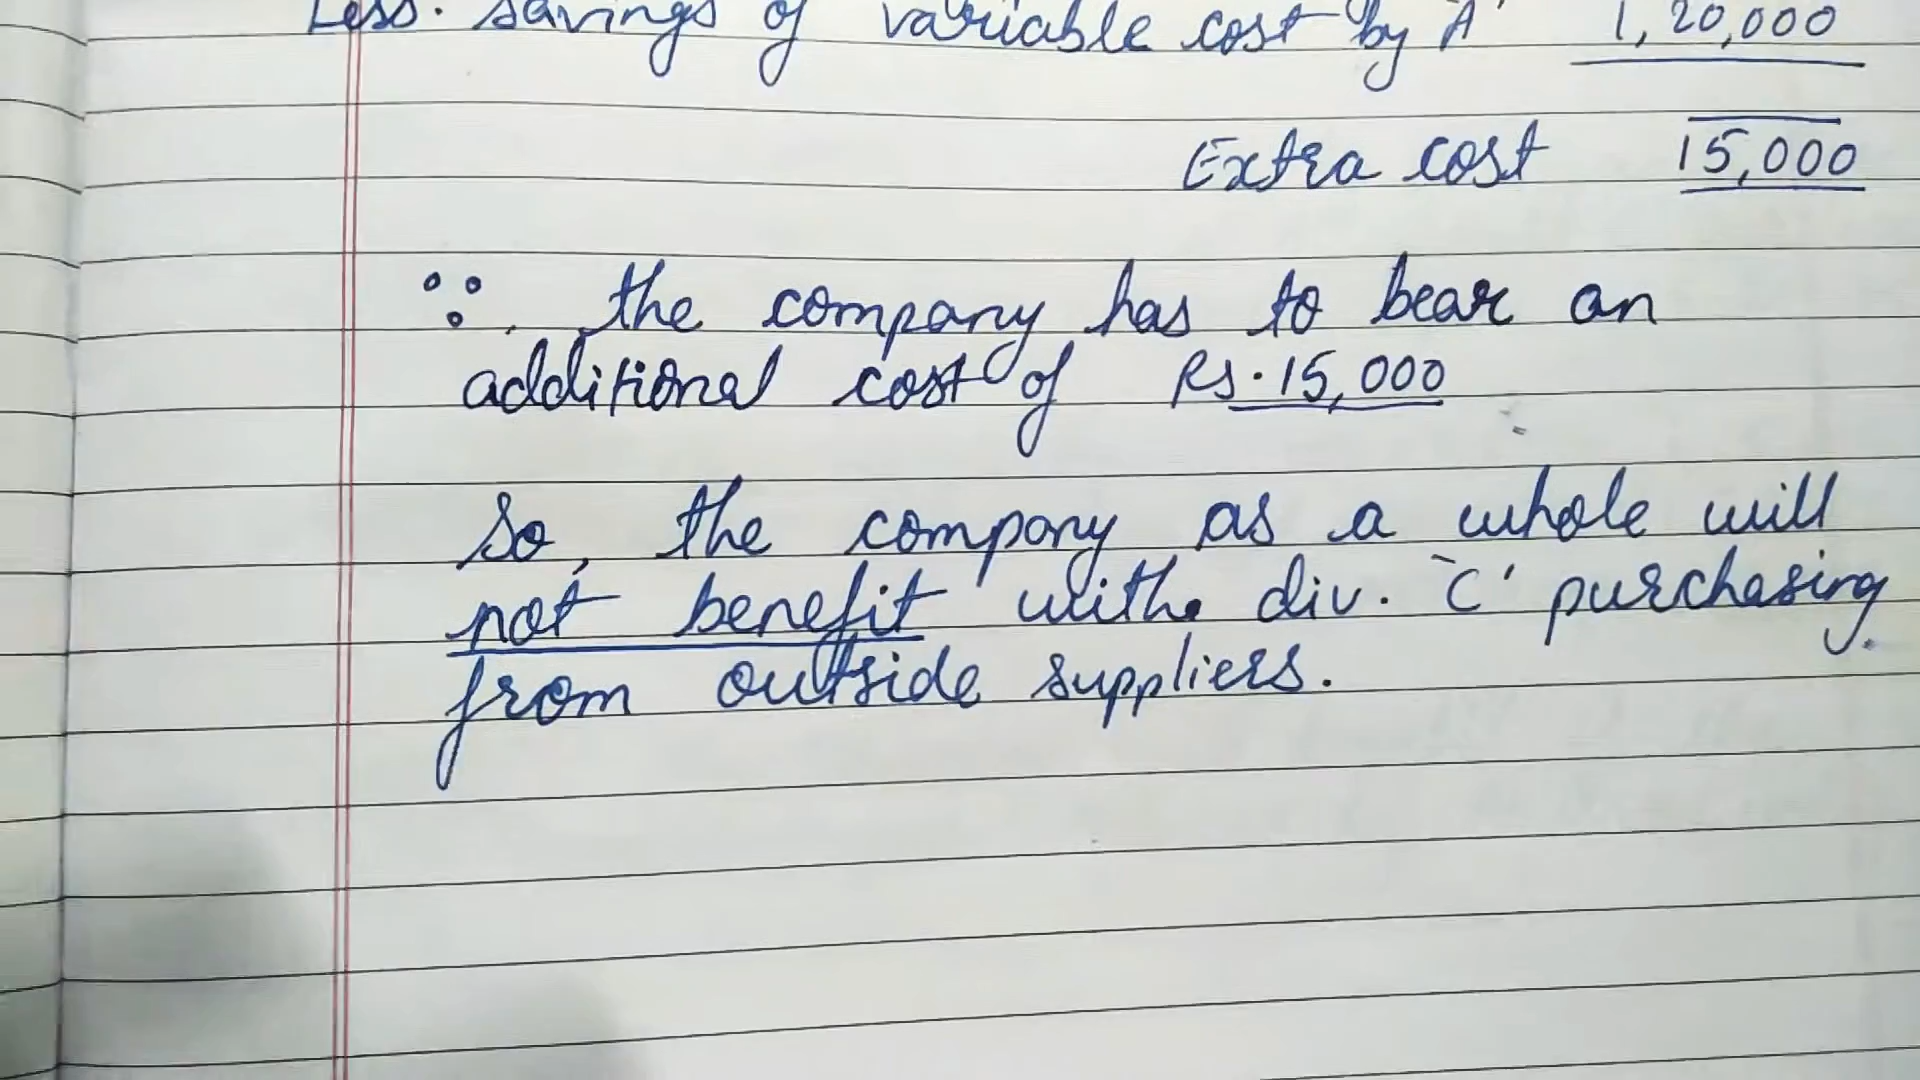 Less. Savings of variable cost by 'A' 1,20,000
Extra cost 15,000
∵, the company has to bear an
additional cost of Rs. 15,000
So, the company as a whole will
not benefit with div. 'C' purchasing
from outside suppliers.